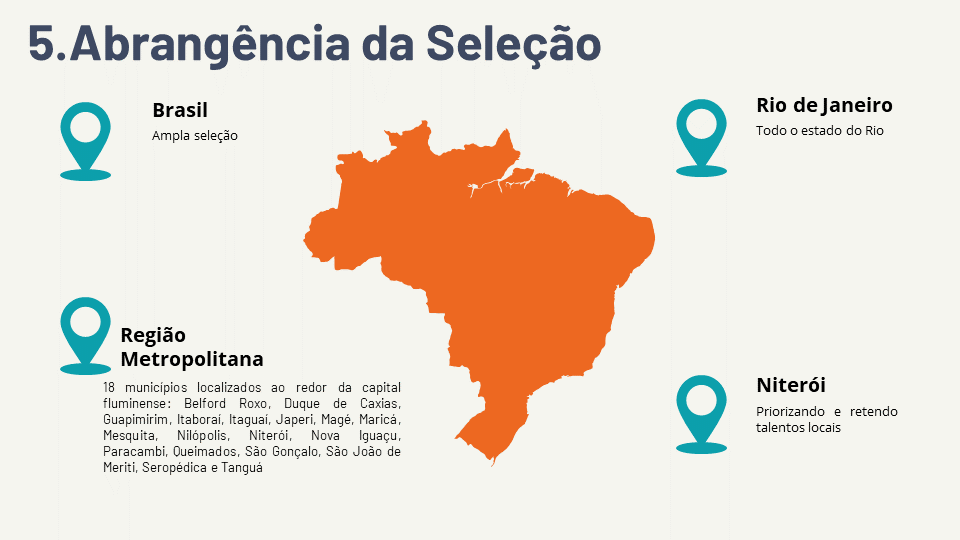 5.Abrangência da Seleção
Brasil
Ampla seleção
Rio de Janeiro
Todo o estado do Rio
Região
Metropolitana
18 municípios localizados ao redor da capital
fluminense: Belford Roxo, Duque de Caxias,
Guapimirim, Itaboraí, Itaguaí, Japeri, Magé, Maricá,
Mesquita, Nilópolis, Niterói, Nova Iguaçu,
Paracambi, Queimados, São Gonçalo, São João de
Meriti, Seropédica e Tanguá
Niterói
Priorizando e retendo
talentos locais